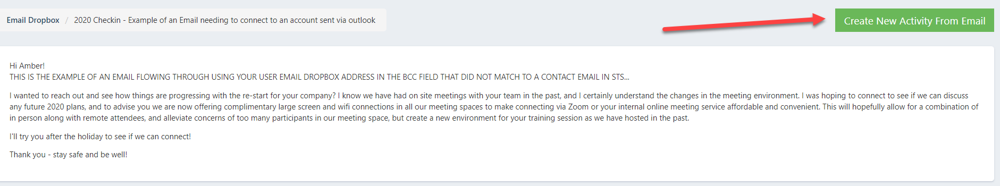 Email Dropbox / 2020 Checkin - Example of an Email needing to connect to an account sent via outlook
Create New Activity From Email
Hi Amber!
THIS IS THE EXAMPLE OF AN EMAIL FLOWING THROUGH USING YOUR USER EMAIL DROPBOX ADDRESS IN THE BCC FIELD THAT DID NOT MATCH TO A CONTACT EMAIL IN STS...
I wanted to reach out and see how things are progressing with the re-start for your company? I know we have had on site meetings with your team in the past, and I certainly understand the changes in the meeting environment. I was hoping to connect to see if we can discuss
any future 2020 plans, and to advise you we are now offering complimentary large screen and wifi connections in all our meeting spaces to make connecting via Zoom or your internal online meeting service affordable and convenient. This will hopefully allow for a combination of
in person along with remote attendees, and alleviate concerns of too many participants in our meeting space, but create a new environment for your training session as we have hosted in the past.
I'll try you after the holiday to see if we can connect!
Thank you - stay safe and be well!